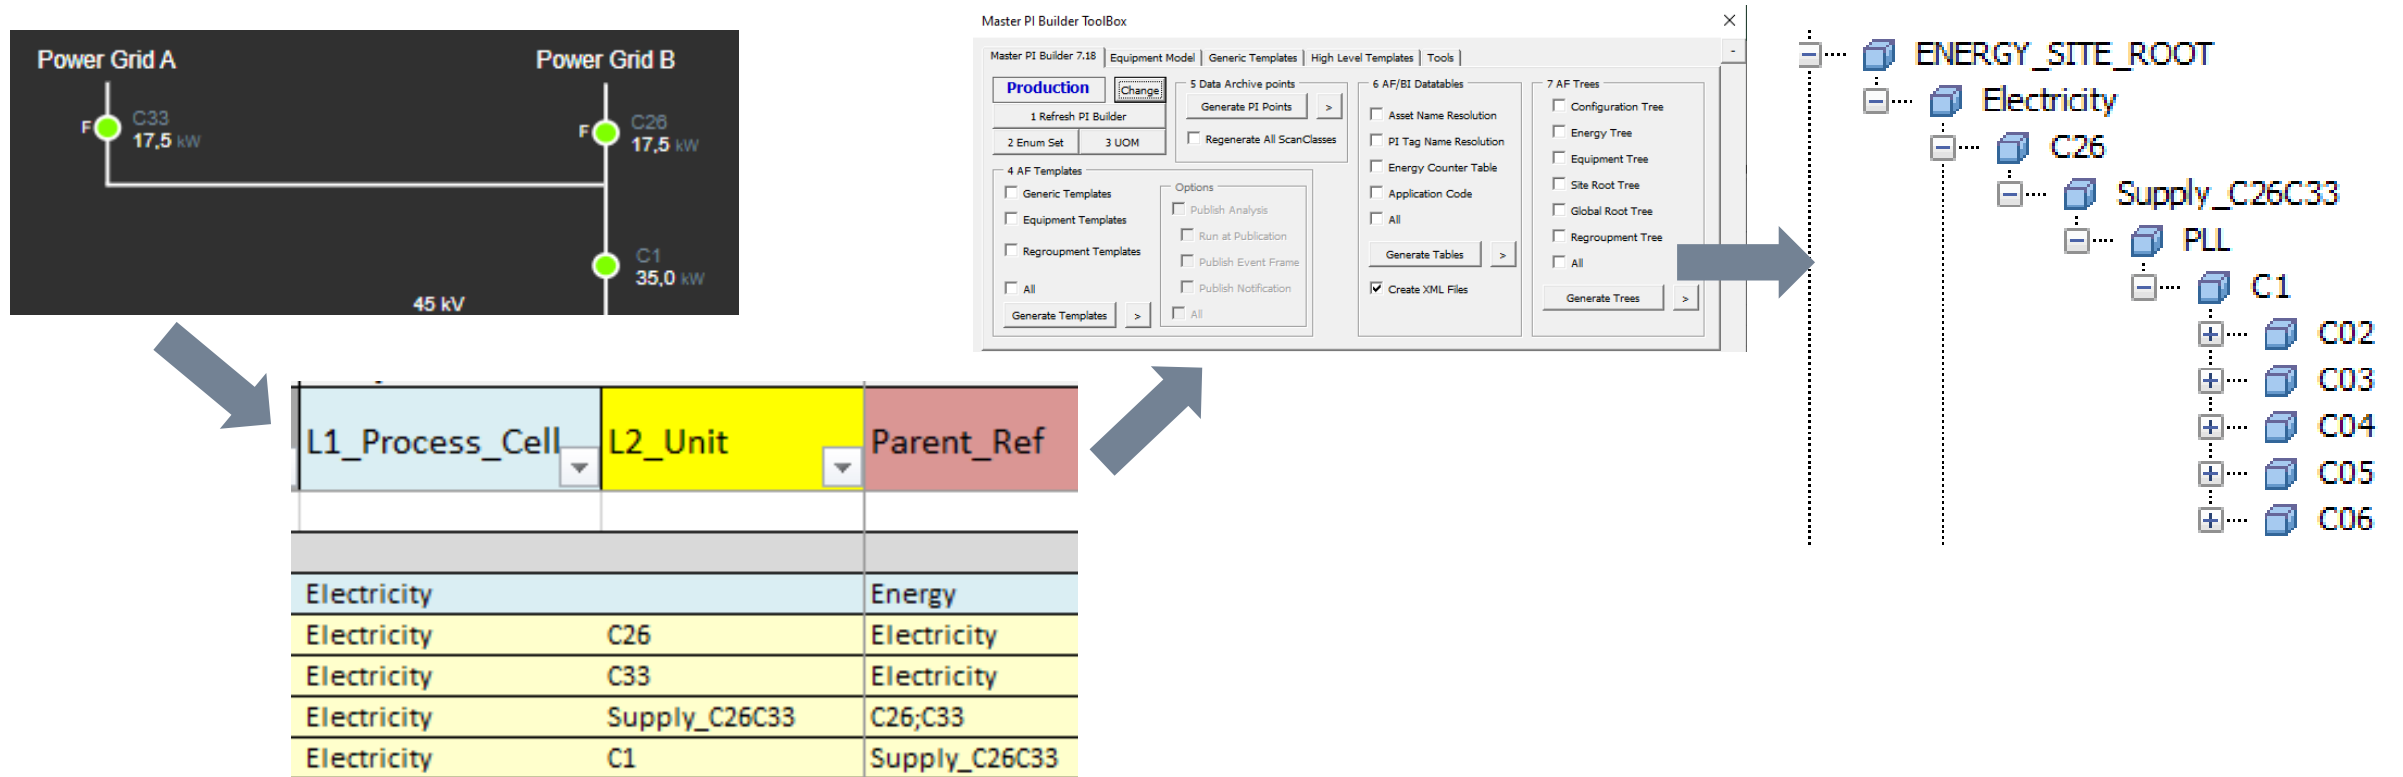 Power Grid A
Power Grid B
F
C33
17,5 kW
F
C26
17,5 kW
C1
35,0 kW
45 kV
L1_Process_Cell
L2_Unit
Parent_Ref
Electricity Energy
Electricity C26 Electricity
Electricity C33 Electricity
Electricity Supply_C26C33 C26;C33
Electricity C1 Supply_C26C33
Master PI Builder ToolBox
Master PI Builder 7.18 Equipment Model Generic Templates High Level Templates Tools
-
Production
Change
1 Refresh PI Builder
2 Enum Set
3 UOM
5 Data Archive points
Generate PI Points
>
Regenerate All ScanClasses
4 AF Templates
Generic Templates
Equipment Templates
Regroupment Templates
All
Generate Templates
>
Options
Publish Analysis
Run at Publication
Publish Event Frame
Publish Notification
All
6 AF/BI Datatables
Asset Name Resolution
PI Tag Name Resolution
Energy Counter Table
Application Code
All
Generate Tables
>
Create XML Files
7 AF Trees
Configuration Tree
Energy Tree
Equipment Tree
Site Root Tree
Global Root Tree
Regroupment Tree
All
Generate Trees
>
ENERGY_SITE_ROOT
Electricity
C26
Supply_C26C33
PLL
C1
C02
C03
C04
C05
C06